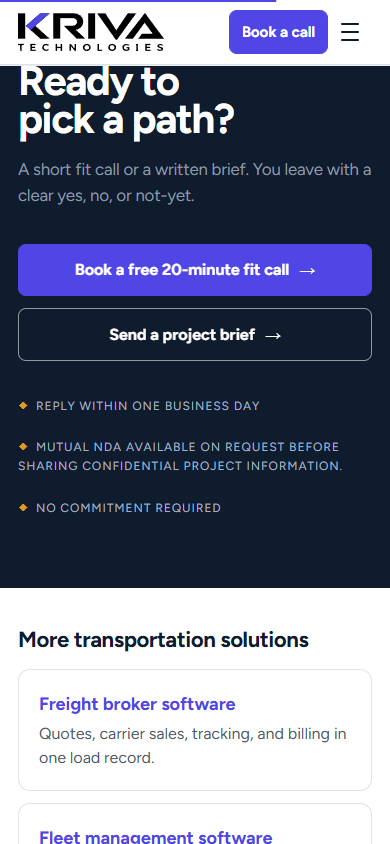 KRIVA
TECHNOLOGIES
Book a call
Ready to
pick a path?
A short fit call or a written brief. You leave with a
clear yes, no, or not-yet.
Book a free 20-minute fit call →
Send a project brief →
◆ REPLY WITHIN ONE BUSINESS DAY
◆ MUTUAL NDA AVAILABLE ON REQUEST BEFORE
SHARING CONFIDENTIAL PROJECT INFORMATION.
◆ NO COMMITMENT REQUIRED
More transportation solutions
Freight broker software
Quotes, carrier sales, tracking, and billing in
one load record.
Fleet management software